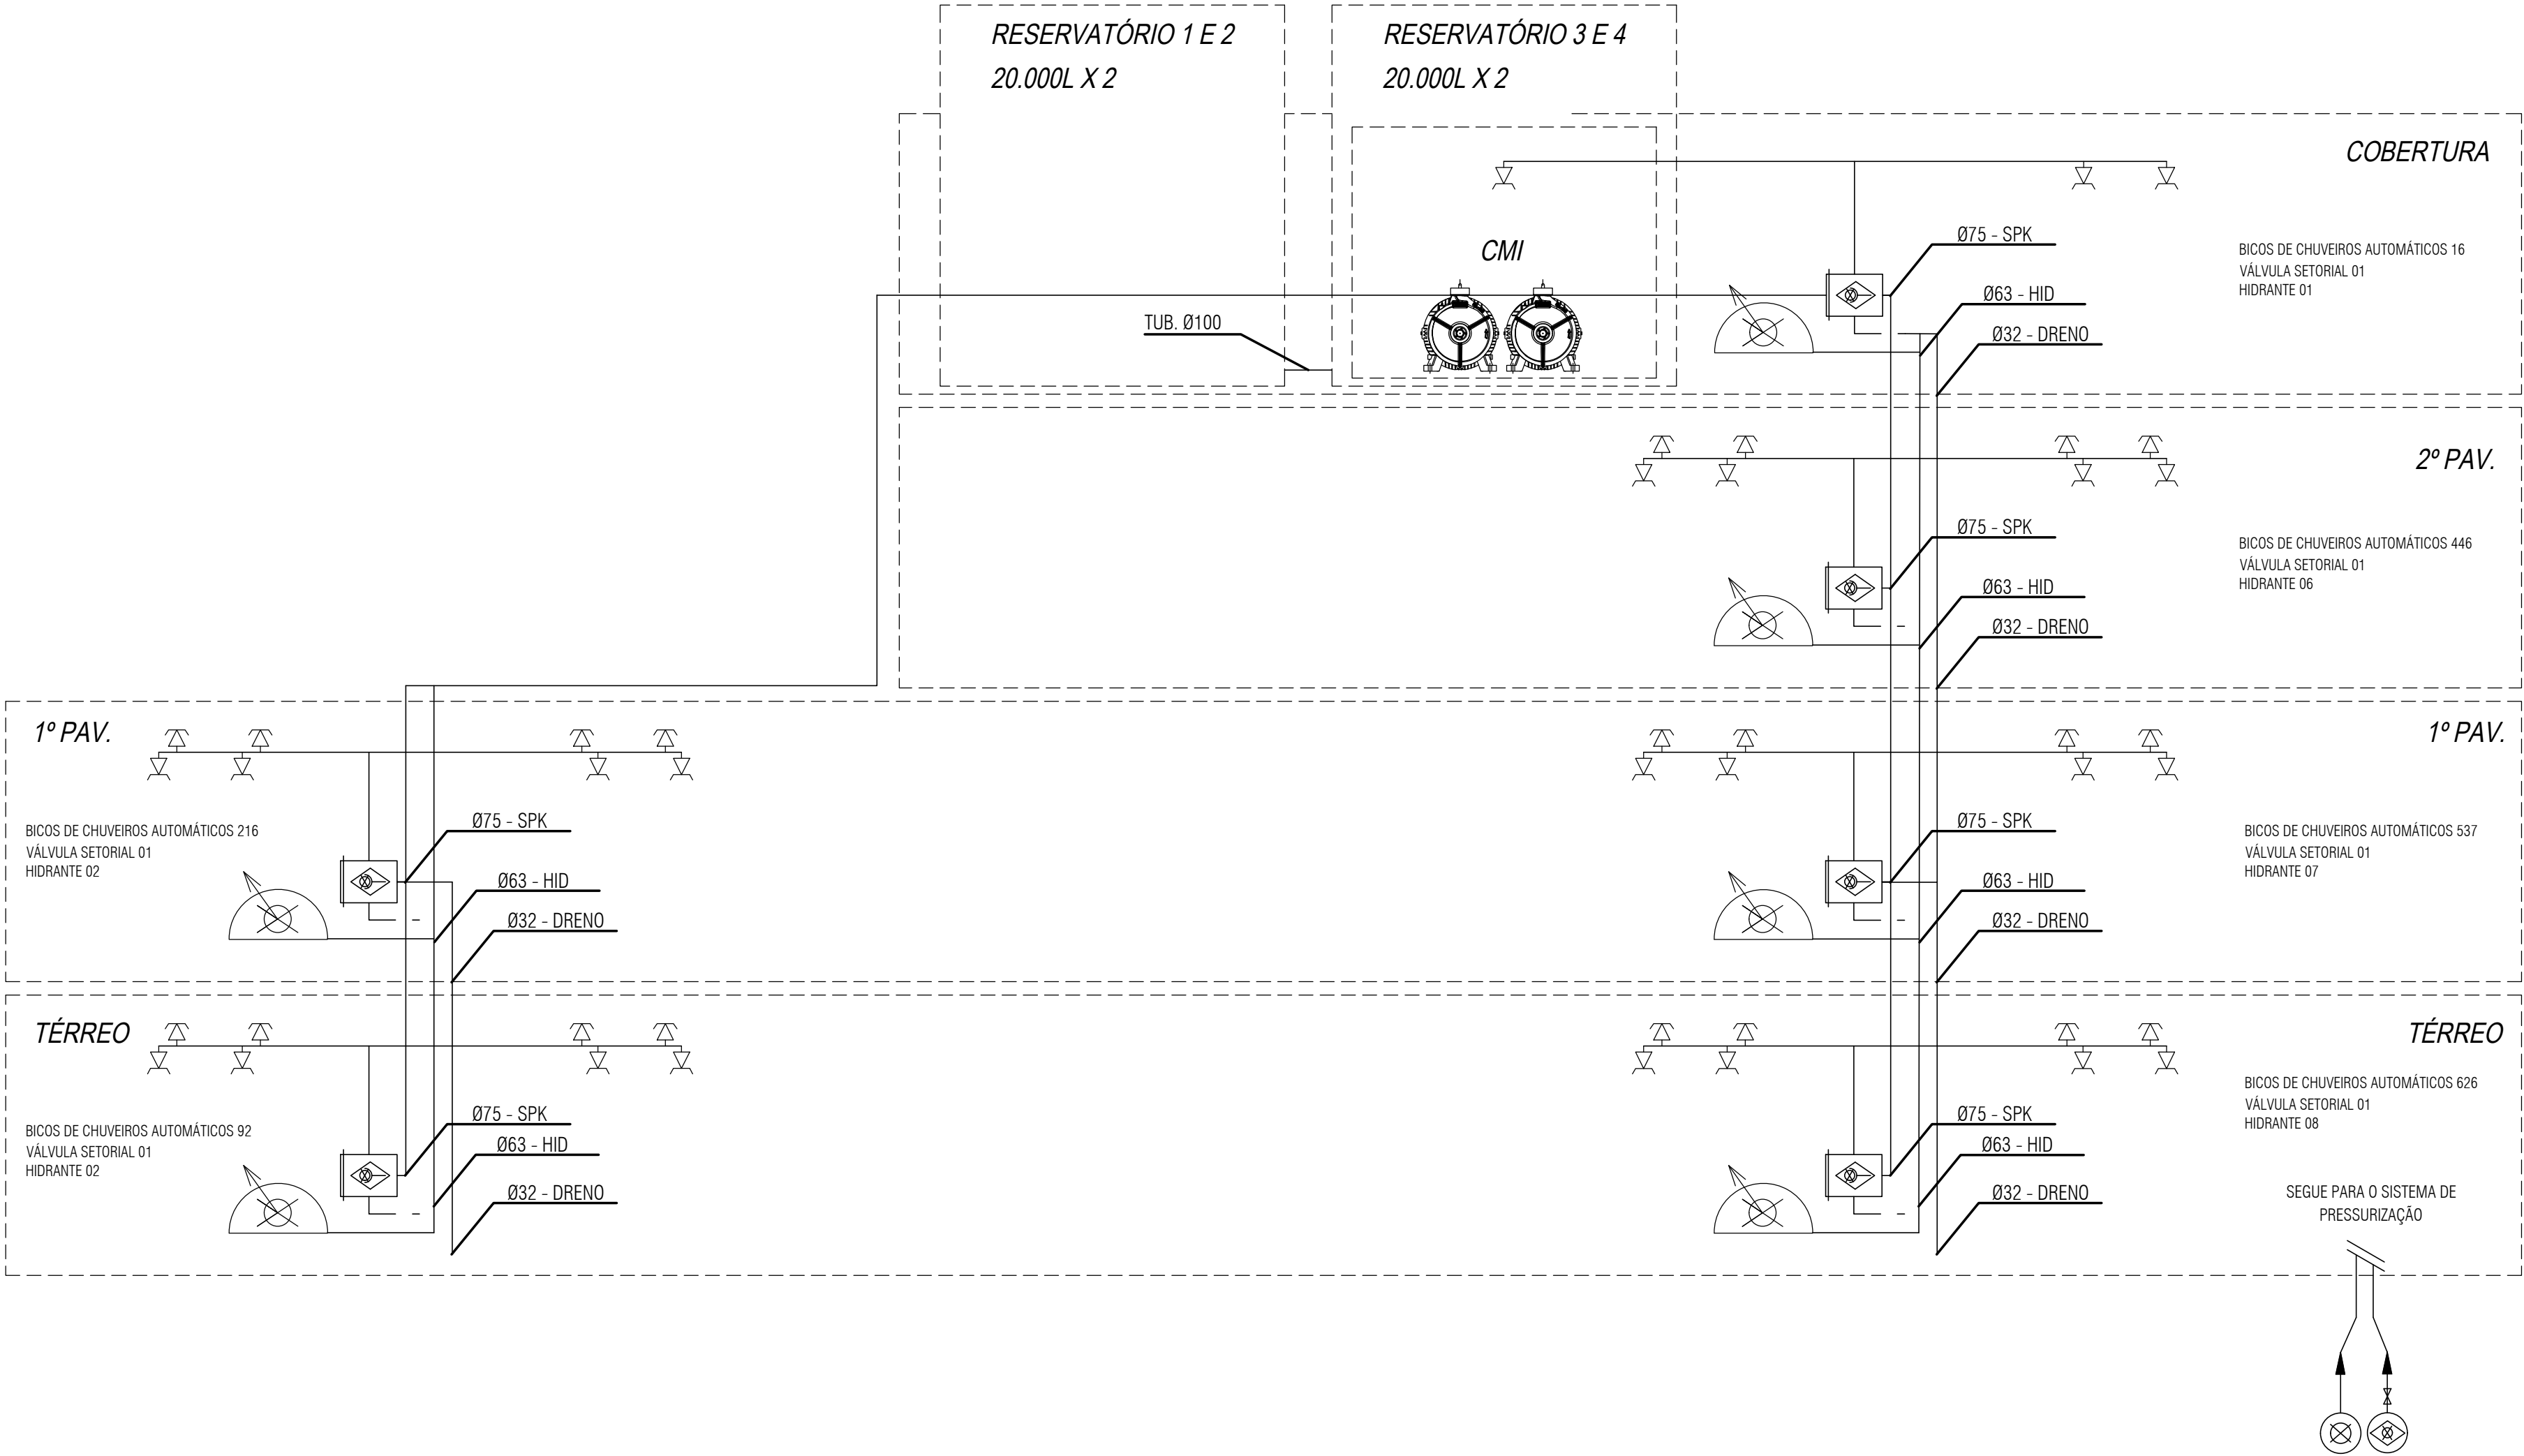 RESERVATÓRIO 1 E 2
20.000L X 2
RESERVATÓRIO 3 E 4
20.000L X 2
COBERTURA
CMI
TUB. Ø100
Ø75 - SPK
Ø63 - HID
Ø32 - DRENO
BICOS DE CHUVEIROS AUTOMÁTICOS 16
VÁLVULA SETORIAL 01
HIDRANTE 01
2º PAV.
Ø75 - SPK
Ø63 - HID
Ø32 - DRENO
BICOS DE CHUVEIROS AUTOMÁTICOS 446
VÁLVULA SETORIAL 01
HIDRANTE 06
1º PAV.
BICOS DE CHUVEIROS AUTOMÁTICOS 216
VÁLVULA SETORIAL 01
HIDRANTE 02
Ø75 - SPK
Ø63 - HID
Ø32 - DRENO
1º PAV.
Ø75 - SPK
Ø63 - HID
Ø32 - DRENO
BICOS DE CHUVEIROS AUTOMÁTICOS 537
VÁLVULA SETORIAL 01
HIDRANTE 07
TÉRREO
BICOS DE CHUVEIROS AUTOMÁTICOS 92
VÁLVULA SETORIAL 01
HIDRANTE 02
Ø75 - SPK
Ø63 - HID
Ø32 - DRENO
TÉRREO
Ø75 - SPK
Ø63 - HID
Ø32 - DRENO
BICOS DE CHUVEIROS AUTOMÁTICOS 626
VÁLVULA SETORIAL 01
HIDRANTE 08
SEGUE PARA O SISTEMA DE
PRESSURIZAÇÃO